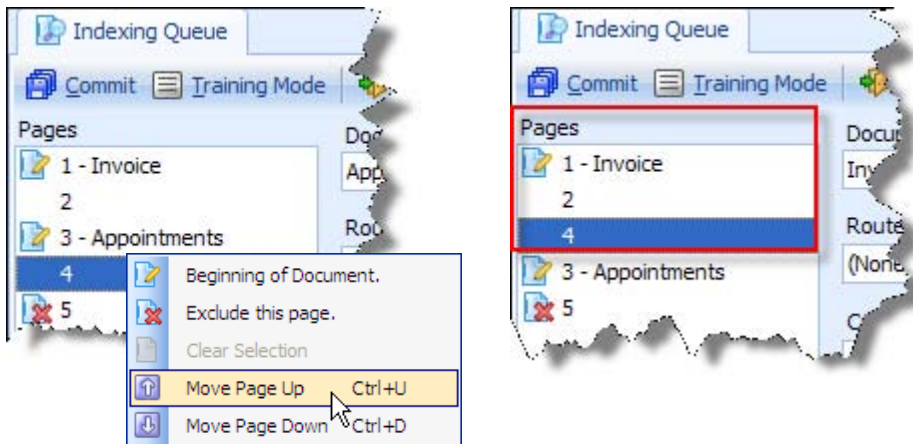 Indexing Queue
Commit Training Mode
Pages
1 - Invoice
2
3 - Appointments
4
5
Beginning of Document.
Exclude this page.
Clear Selection
Move Page Up Ctrl+U
Move Page Down Ctrl+D
Indexing Queue
Commit Training Mode
Pages
1 - Invoice
2
4
3 - Appointments
5
Route
(None